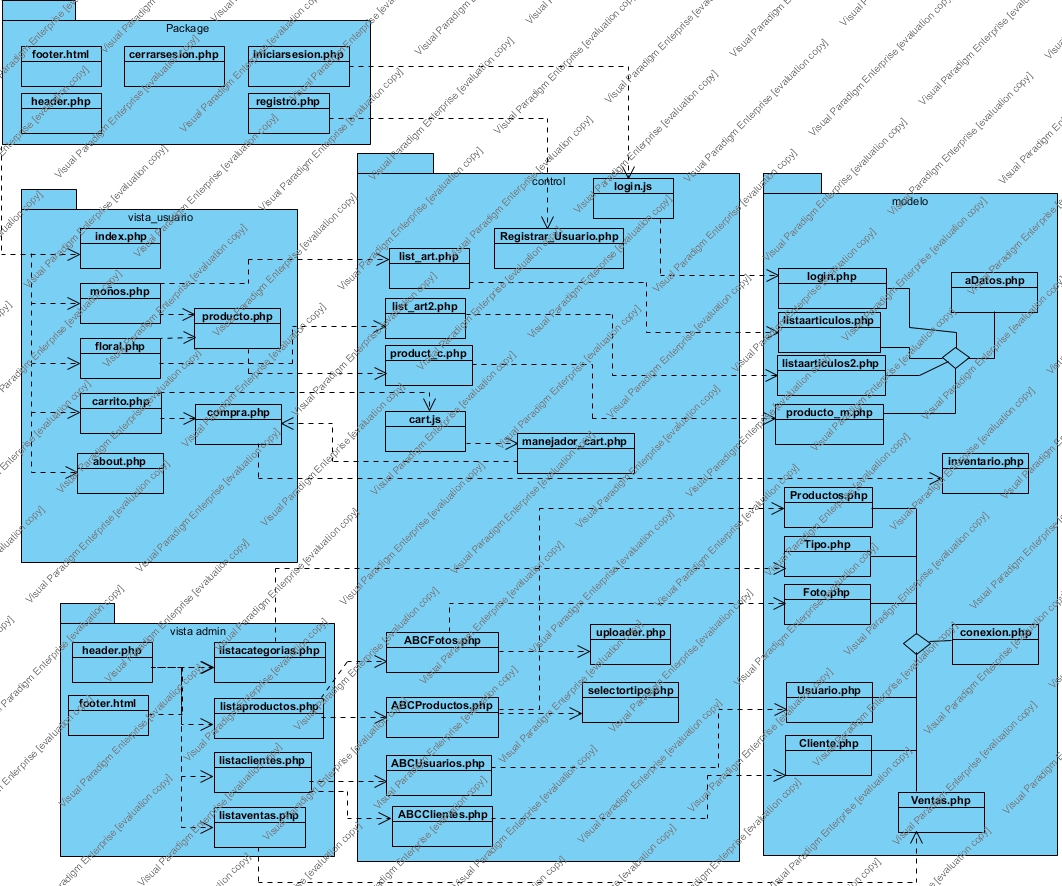 Package
footer.html
cerrarsesion.php
iniciarsesion.php
header.php
registro.php
vista_usuario
index.php
moños.php
producto.php
floral.php
carrito.php
compra.php
about.php
control
login.js
Registrar_Usuario.php
list_art.php
list_art2.php
product_c.php
cart.js
manejador_cart.php
ABCFotos.php
uploader.php
ABCProductos.php
selectortipo.php
ABCUsuarios.php
ABCClientes.php
modelo
login.php
aDatos.php
listaarticulos.php
listaarticulos2.php
producto_m.php
inventario.php
Productos.php
Tipo.php
Foto.php
conexion.php
Usuario.php
Cliente.php
Ventas.php
vista admin
header.php
listacategorias.php
footer.html
listaproductos.php
listaclientes.php
listaventas.php
Visual Paradigm Enterprise [evaluation copy]